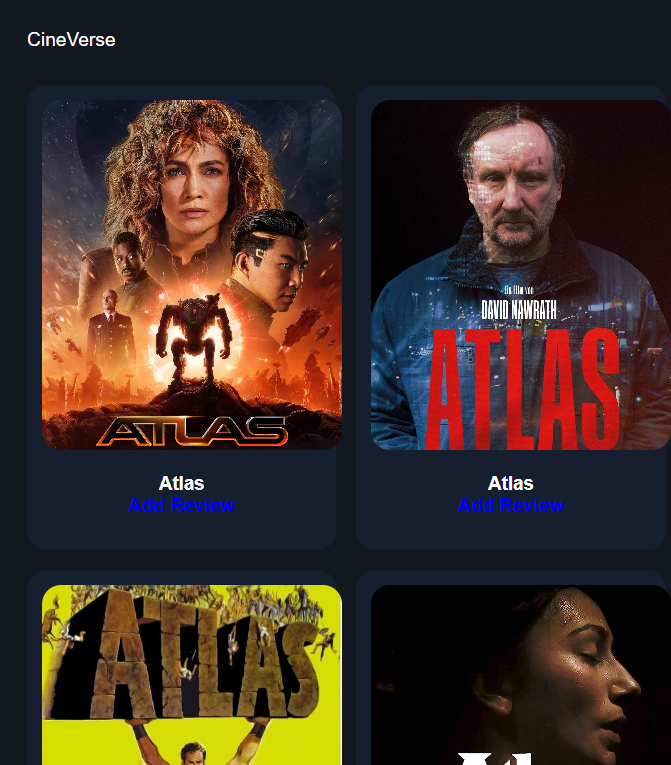 CineVerse
ATLAS
Ein Film von
DAVID NAWRATH
ATLAS
Atlas
Add Review
Atlas
Add Review
ATLAS